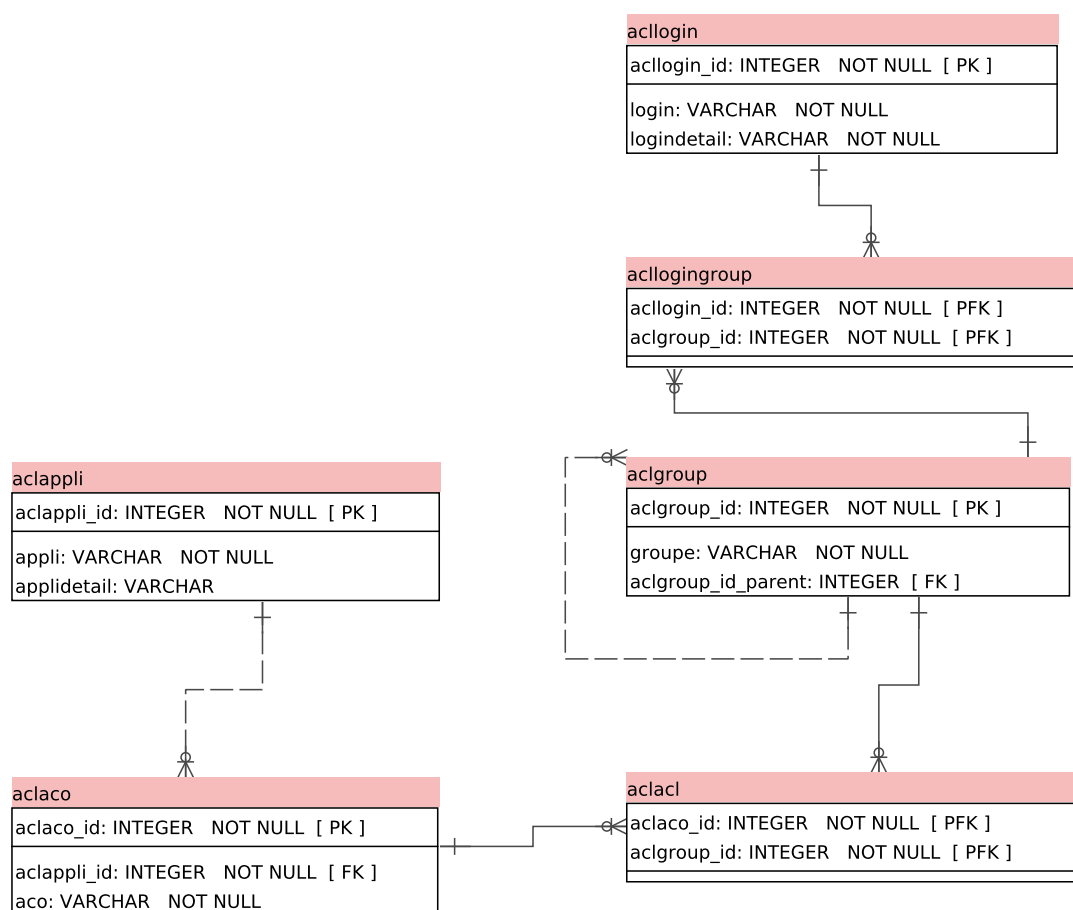 acllogin
acllogin_id: INTEGER NOT NULL [ PK ]
login: VARCHAR NOT NULL
logindetail: VARCHAR NOT NULL
acllogingroup
acllogin_id: INTEGER NOT NULL [ PFK ]
aclgroup_id: INTEGER NOT NULL [ PFK ]
aclgroup
aclgroup_id: INTEGER NOT NULL [ PK ]
groupe: VARCHAR NOT NULL
aclgroup_id_parent: INTEGER [ FK ]
aclappli
aclappli_id: INTEGER NOT NULL [ PK ]
appli: VARCHAR NOT NULL
applidetail: VARCHAR
aclaco
aclaco_id: INTEGER NOT NULL [ PK ]
aclappli_id: INTEGER NOT NULL [ FK ]
aco: VARCHAR NOT NULL
aclacl
aclaco_id: INTEGER NOT NULL [ PFK ]
aclgroup_id: INTEGER NOT NULL [ PFK ]